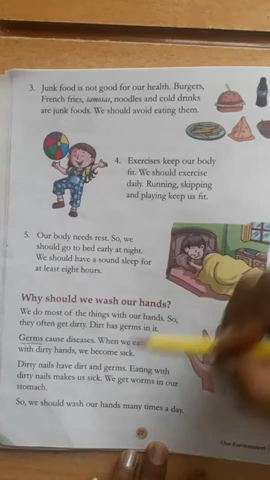 3. Junk food is not good for our health. Burgers,
French fries, samosas, noodles and cold drinks
are junk foods. We should avoid eating them.
4. Exercises keep our body
fit. We should exercise
daily. Running, skipping
and playing keep us fit.
5. Our body needs rest. So, we
should go to bed early at night.
We should have a sound sleep for
at least eight hours.
Why should we wash our hands?
We do most of the things with our hands. So,
they often get dirty. Dirt has germs in it.
Germs cause diseases. When we
with dirty hands, we become sick.
Dirty nails have dirt and germs. Eating with
dirty nails makes us sick. We get worms in our
stomach.
So, we should wash our hands many times a day.
Our Environment